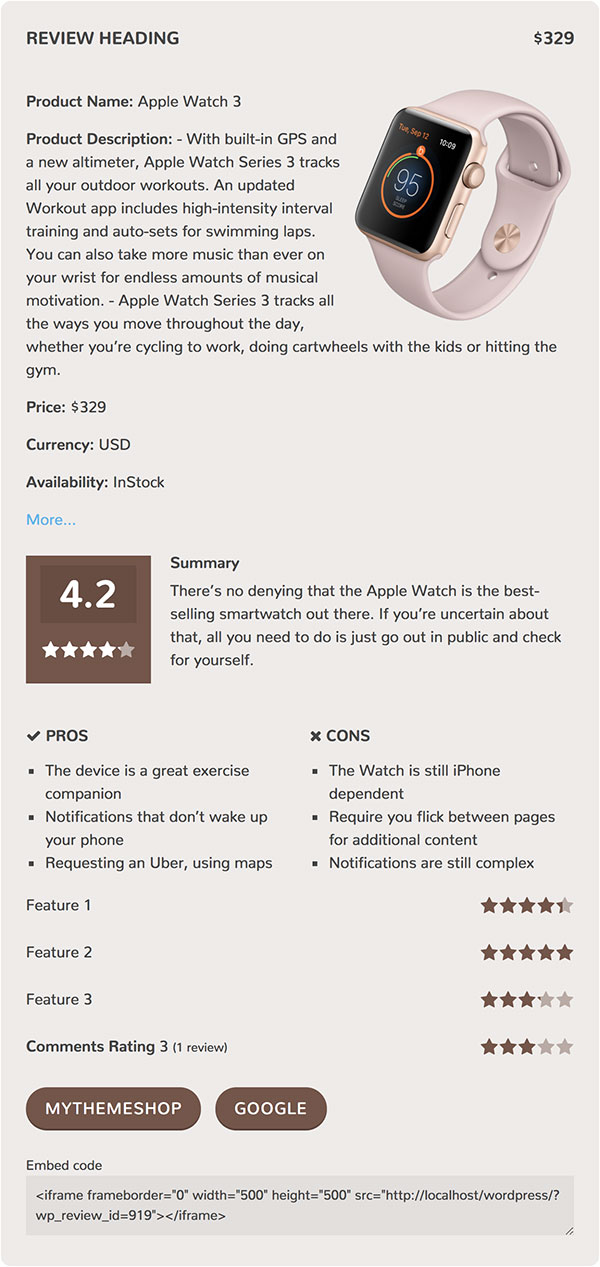 REVIEW HEADING $329
Product Name: Apple Watch 3
Tue, Sep 12
10:09
6
95
SLEEP
SCORE
Product Description: - With built-in GPS and
a new altimeter, Apple Watch Series 3 tracks
all your outdoor workouts. An updated
Workout app includes high-intensity interval
training and auto-sets for swimming laps.
You can also take more music than ever on
your wrist for endless amounts of musical
motivation. - Apple Watch Series 3 tracks all
the ways you move throughout the day,
whether you’re cycling to work, doing cartwheels with the kids or hitting the
gym.
Price: $329
Currency: USD
Availability: InStock
More...
4.2
Summary
There’s no denying that the Apple Watch is the best-
selling smartwatch out there. If you’re uncertain about
that, all you need to do is just go out in public and check
for yourself.
PROS
The device is a great exercise
companion
Notifications that don’t wake up
your phone
Requesting an Uber, using maps
CONS
The Watch is still iPhone
dependent
Require you flick between pages
for additional content
Notifications are still complex
Feature 1
Feature 2
Feature 3
Comments Rating 3 (1 review)
MYTHEMESHOP GOOGLE
Embed code
<iframe frameborder="0" width="500" height="500" src="http://localhost/wordpress/?
wp_review_id=919"></iframe>